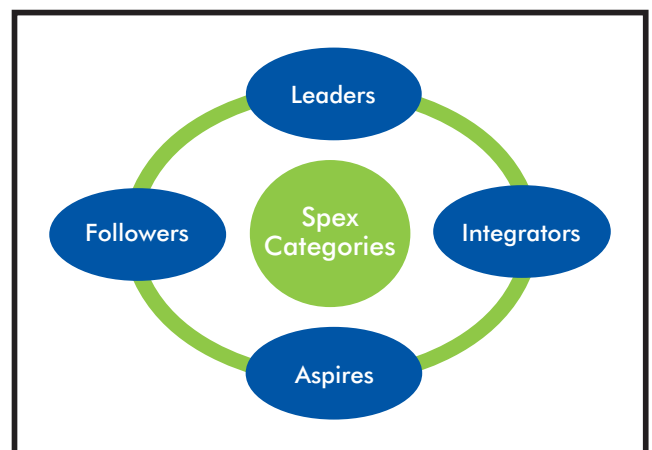 Leaders
Followers
Spex
Categories
Integrators
Aspires